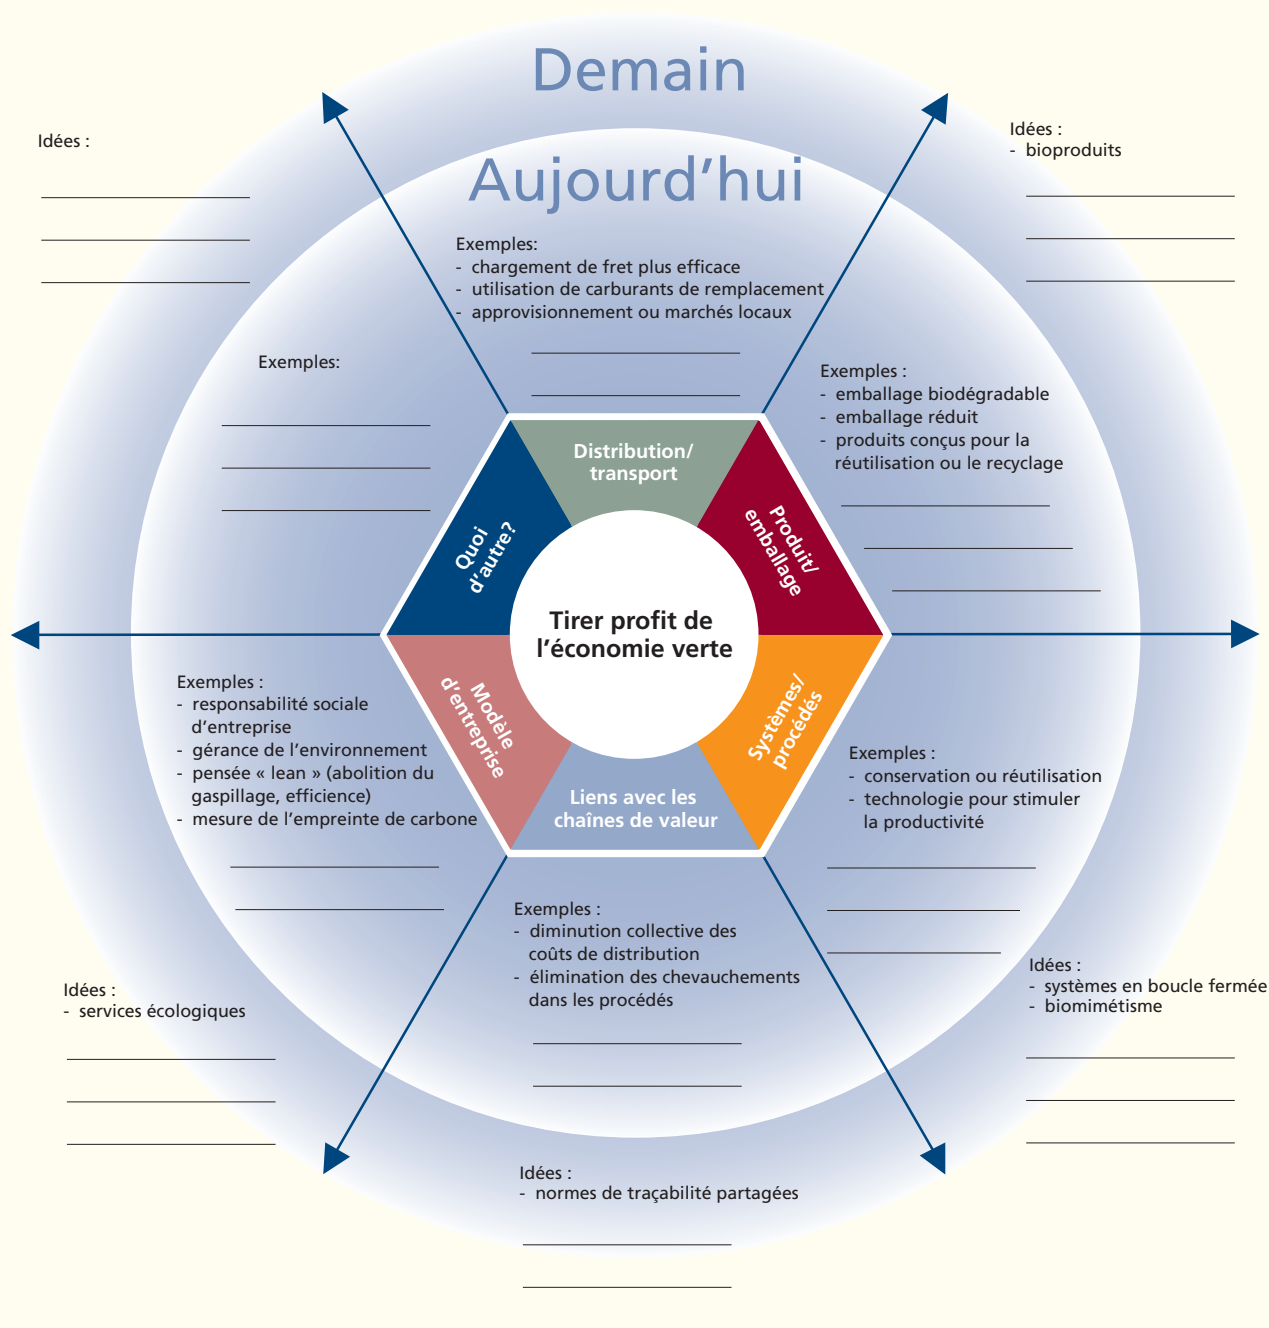 Demain
Aujourd’hui
Idées :
Idées :
- bioproduits
Exemples:
- chargement de fret plus efficace
- utilisation de carburants de remplacement
- approvisionnement ou marchés locaux
Exemples:
Exemples :
- emballage biodégradable
- emballage réduit
- produits conçus pour la
réutilisation ou le recyclage
Distribution/
transport
Quoi
d’autre?
Produit/
emballage
Tirer profit de
l’économie verte
Modèle
d’entreprise
Systèmes/
procédés
Liens avec les
chaînes de valeur
Exemples :
- responsabilité sociale
d’entreprise
- gérance de l’environnement
- pensée « lean » (abolition du
gaspillage, efficience)
- mesure de l’empreinte de carbone
Exemples :
- conservation ou réutilisation
- technologie pour stimuler
la productivité
Exemples :
- diminution collective des
coûts de distribution
- élimination des chevauchements
dans les procédés
Idées :
- services écologiques
Idées :
- systèmes en boucle fermée
- biomimétisme
Idées :
- normes de traçabilité partagées